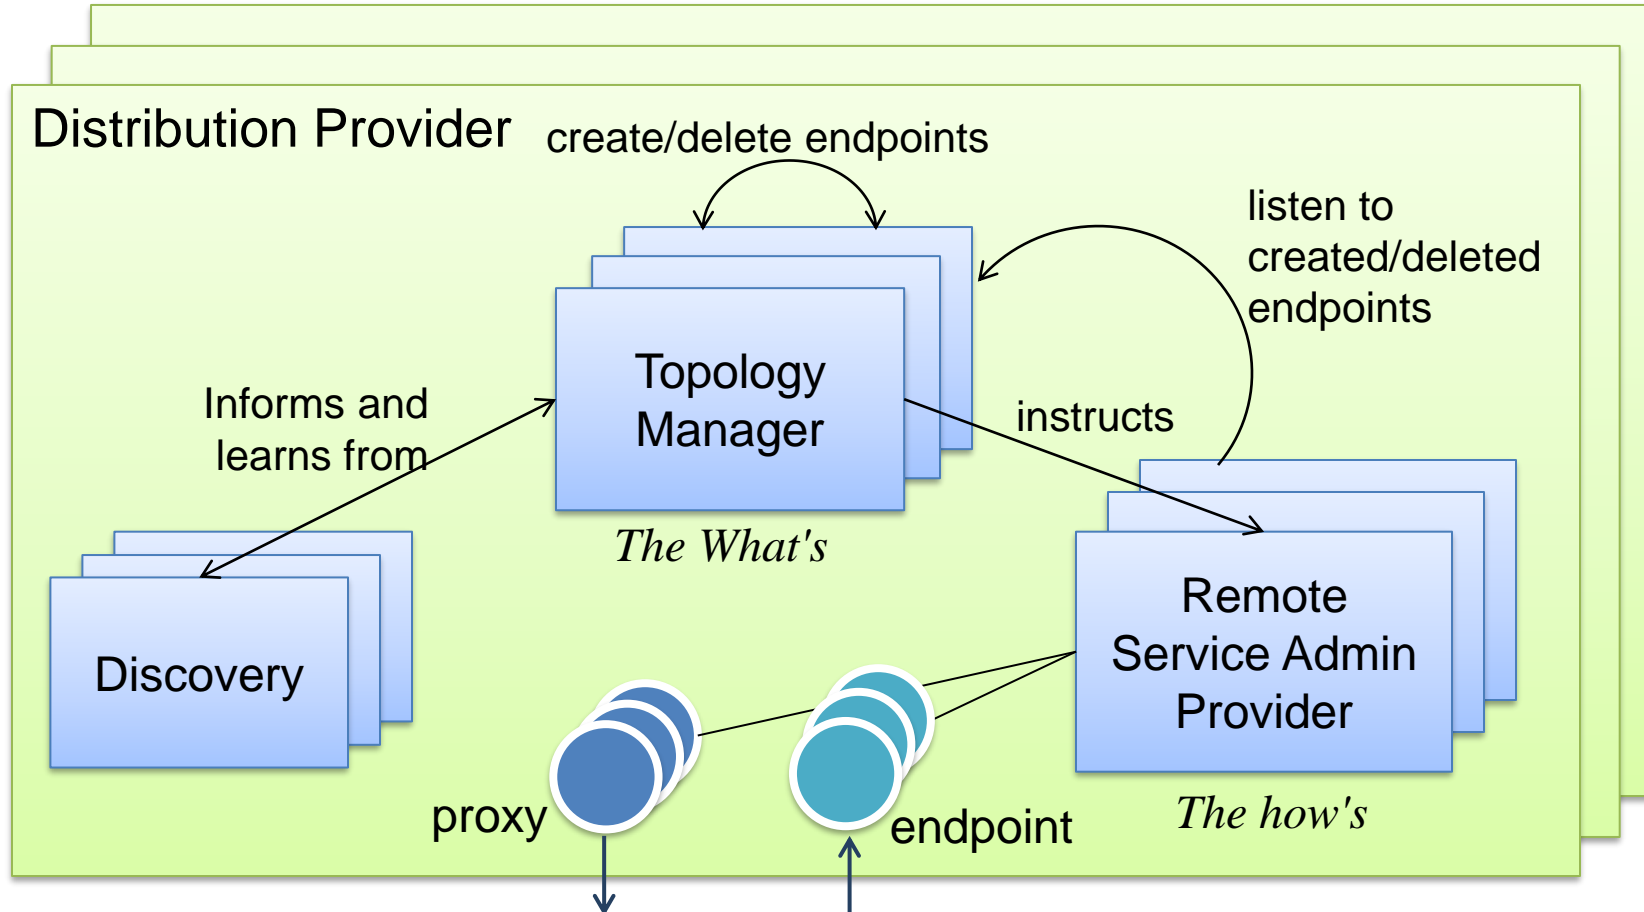 Distribution Provider
create/delete endpoints
listen to
created/deleted
endpoints
Topology
Manager
Informs and
learns from
instructs
The What's
Discovery
Remote
Service Admin
Provider
proxy
endpoint
The how's